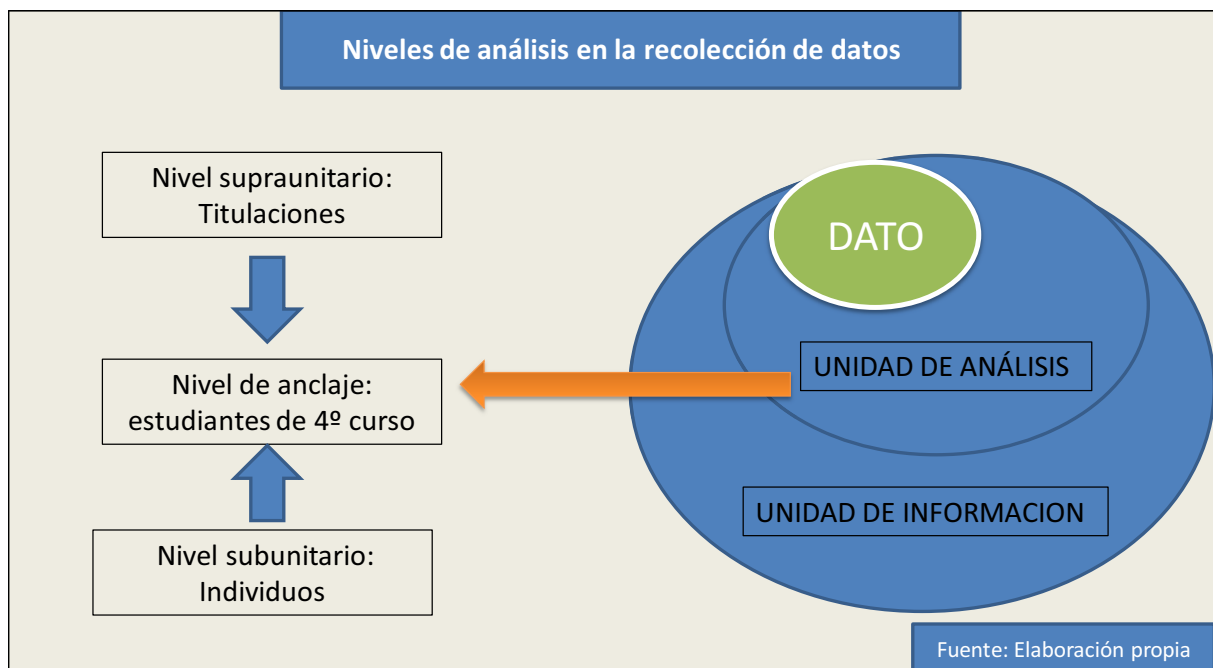 Niveles de análisis en la recolección de datos
Nivel supraunitario:
Titulaciones
Nivel de anclaje:
estudiantes de 4º curso
Nivel subunitario:
Individuos
DATO
UNIDAD DE ANÁLISIS
UNIDAD DE INFORMACION
Fuente: Elaboración propia